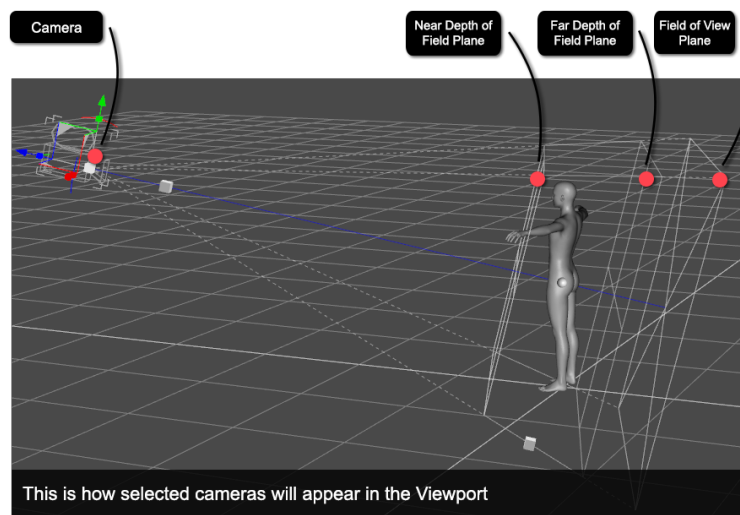 Camera
Near Depth of
Field Plane
Far Depth of
Field Plane
Field of View
Plane
This is how selected cameras will appear in the Viewport